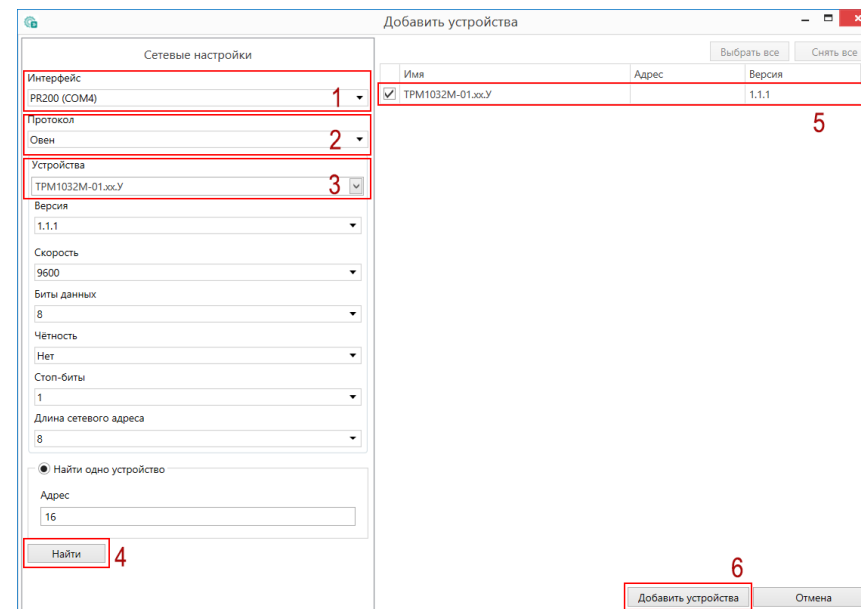 Добавить устройства
Сетевые настройки
Интерфейс
PR200 (COM4)
1
Протокол
Овен
2
Устройства
ТРМ1032М-01.xx.У
3
Версия
1.1.1
Скорость
9600
Биты данных
8
Чётность
Нет
Стоп-биты
1
Длина сетевого адреса
8
Найти одно устройство
Адрес
16
Найти
4
Выбрать все Снять все
Имя Адрес Версия
ТРМ1032М-01.xx.У 1.1.1
5
6
Добавить устройства Отмена